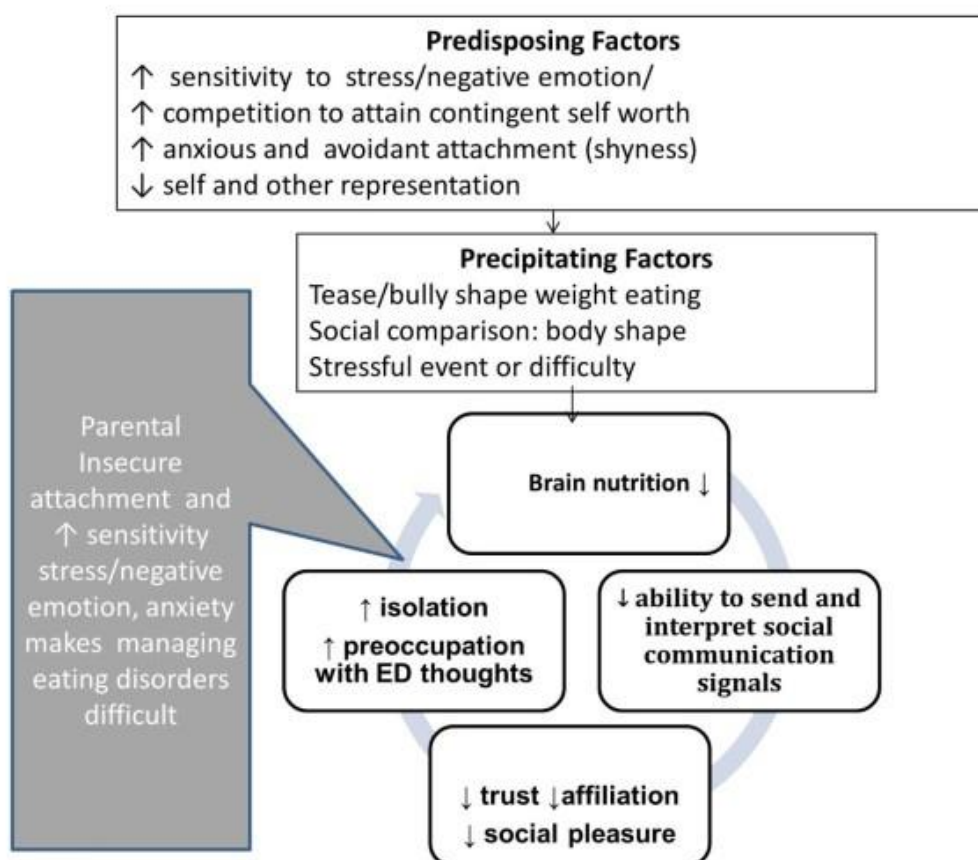 Predisposing Factors
↑ sensitivity to stress/negative emotion/
↑ competition to attain contingent self worth
↑ anxious and avoidant attachment (shyness)
↓ self and other representation
Precipitating Factors
Tease/bully shape weight eating
Social comparison: body shape
Stressful event or difficulty
Brain nutrition ↓
↓ ability to send and
interpret social
communication
signals
↓ trust ↓affiliation
↓ social pleasure
↑ isolation
↑ preoccupation
with ED thoughts
Parental
Insecure
attachment and
↑ sensitivity
stress/negative
emotion, anxiety
makes managing
eating disorders
difficult